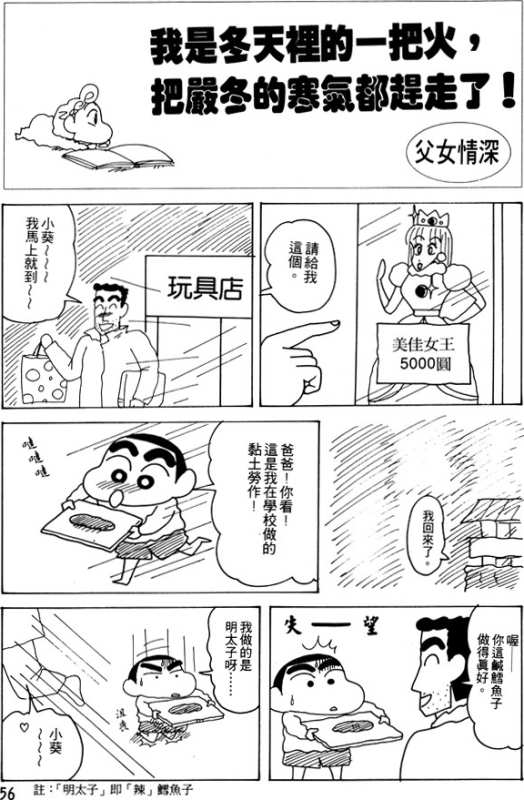 我是冬天裡的一把火，
把嚴冬的寒氣都趕走了！
父女情深
請給我
這個。
美佳女王
5000圓
玩具店
小葵～～～～
我馬上就到～～
我回來了。
爸爸！你看！
這是我在學校做的
黏土勞作！
噠
噠
噠
喔——
你這鹹鱈魚子
做得真好。
失——望
我做的是
明太子呀……
沮喪
小葵
～～～♡
56
註：「明太子」即「辣」鱈魚子